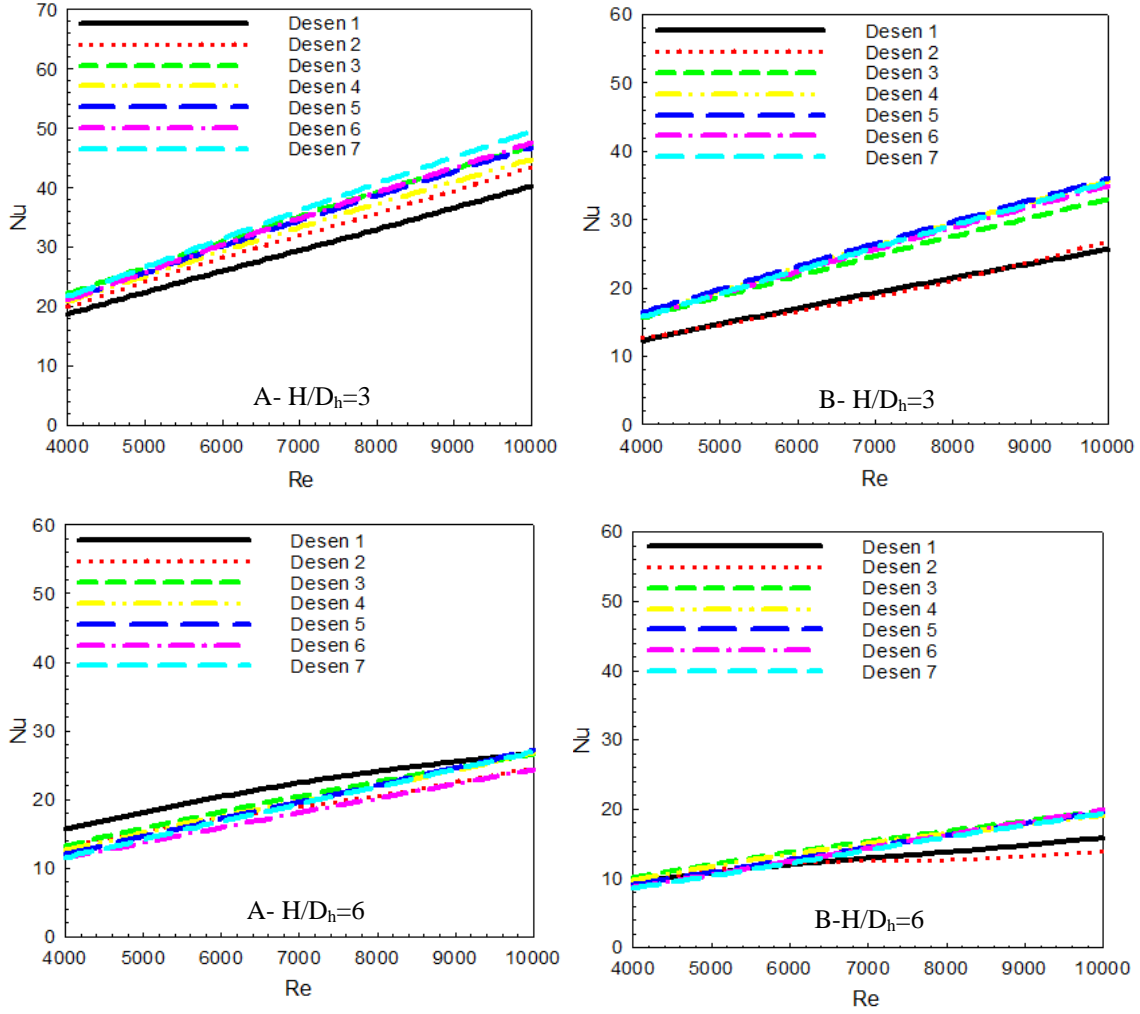 70
60
50
40
30
20
10
0
Nu
Desen 1
Desen 2
Desen 3
Desen 4
Desen 5
Desen 6
Desen 7
A- H/Dₕ=3
4000 5000 6000 7000 8000 9000 10000
Re
60
50
40
30
20
10
0
Nu
Desen 1
Desen 2
Desen 3
Desen 4
Desen 5
Desen 6
Desen 7
B- H/Dₕ=3
4000 5000 6000 7000 8000 9000 10000
Re
60
50
40
30
20
10
0
Nu
Desen 1
Desen 2
Desen 3
Desen 4
Desen 5
Desen 6
Desen 7
A- H/Dₕ=6
4000 5000 6000 7000 8000 9000 10000
Re
60
50
40
30
20
10
0
Nu
Desen 1
Desen 2
Desen 3
Desen 4
Desen 5
Desen 6
Desen 7
B-H/Dₕ=6
4000 5000 6000 7000 8000 9000 10000
Re